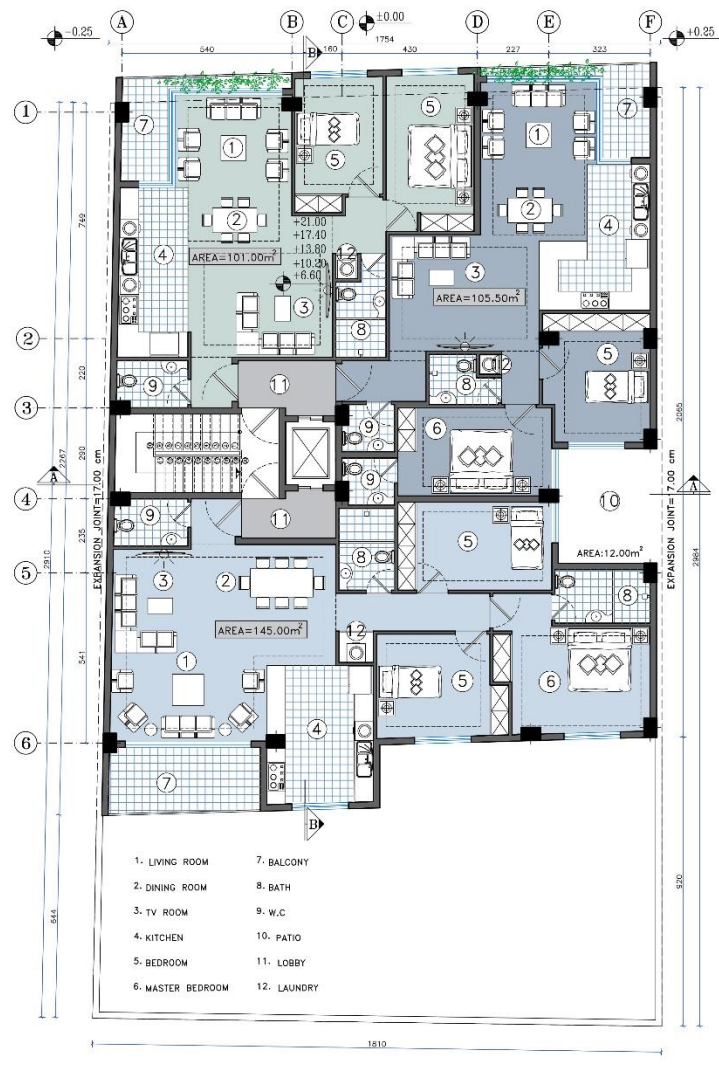 ±0.00
-0.25
+0.25
A
B
C
D
E
F
1754
540
B
160
430
227
323
1
7
1
5
5
1
7
2
4
2
4
+21.00
+17.40
+13.80
+10.20
+6.60
12
AREA=101.00m²
3
AREA=105.50m²
3
8
2
749
220
9
11
8
2
5
3
9
6
290
2267
2065
A
4
9
9
11
5
10
A
235
2910
2984
EXPANSION JOINT=17.00 cm
EXPANSION JOINT= 17.00 cm
AREA:12.00m²
5
3
2
8
8
AREA=145.00m²
12
541
1
5
6
4
6
7
B
1. LIVING ROOM
2. DINING ROOM
3. TV ROOM
4. KITCHEN
5. BEDROOM
6. MASTER BEDROOM
7. BALCONY
8. BATH
9. W.C
10. PATIO
11. LOBBY
12. LAUNDRY
644
920
1810